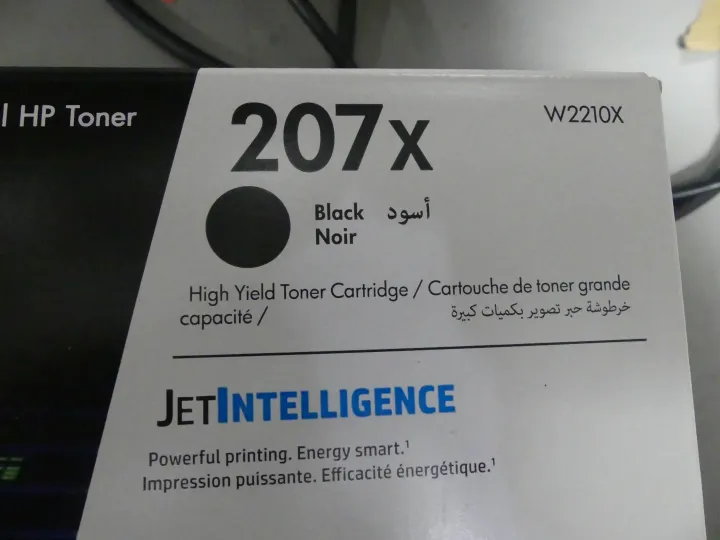 l HP Toner
207X
W2210X
Black أسود
Noir
High Yield Toner Cartridge / Cartouche de toner grande
capacité / خرطوشة حبر تصوير بكميات كبيرة
JETINTELLIGENCE
Powerful printing. Energy smart.¹
Impression puissante. Efficacité énergétique.¹